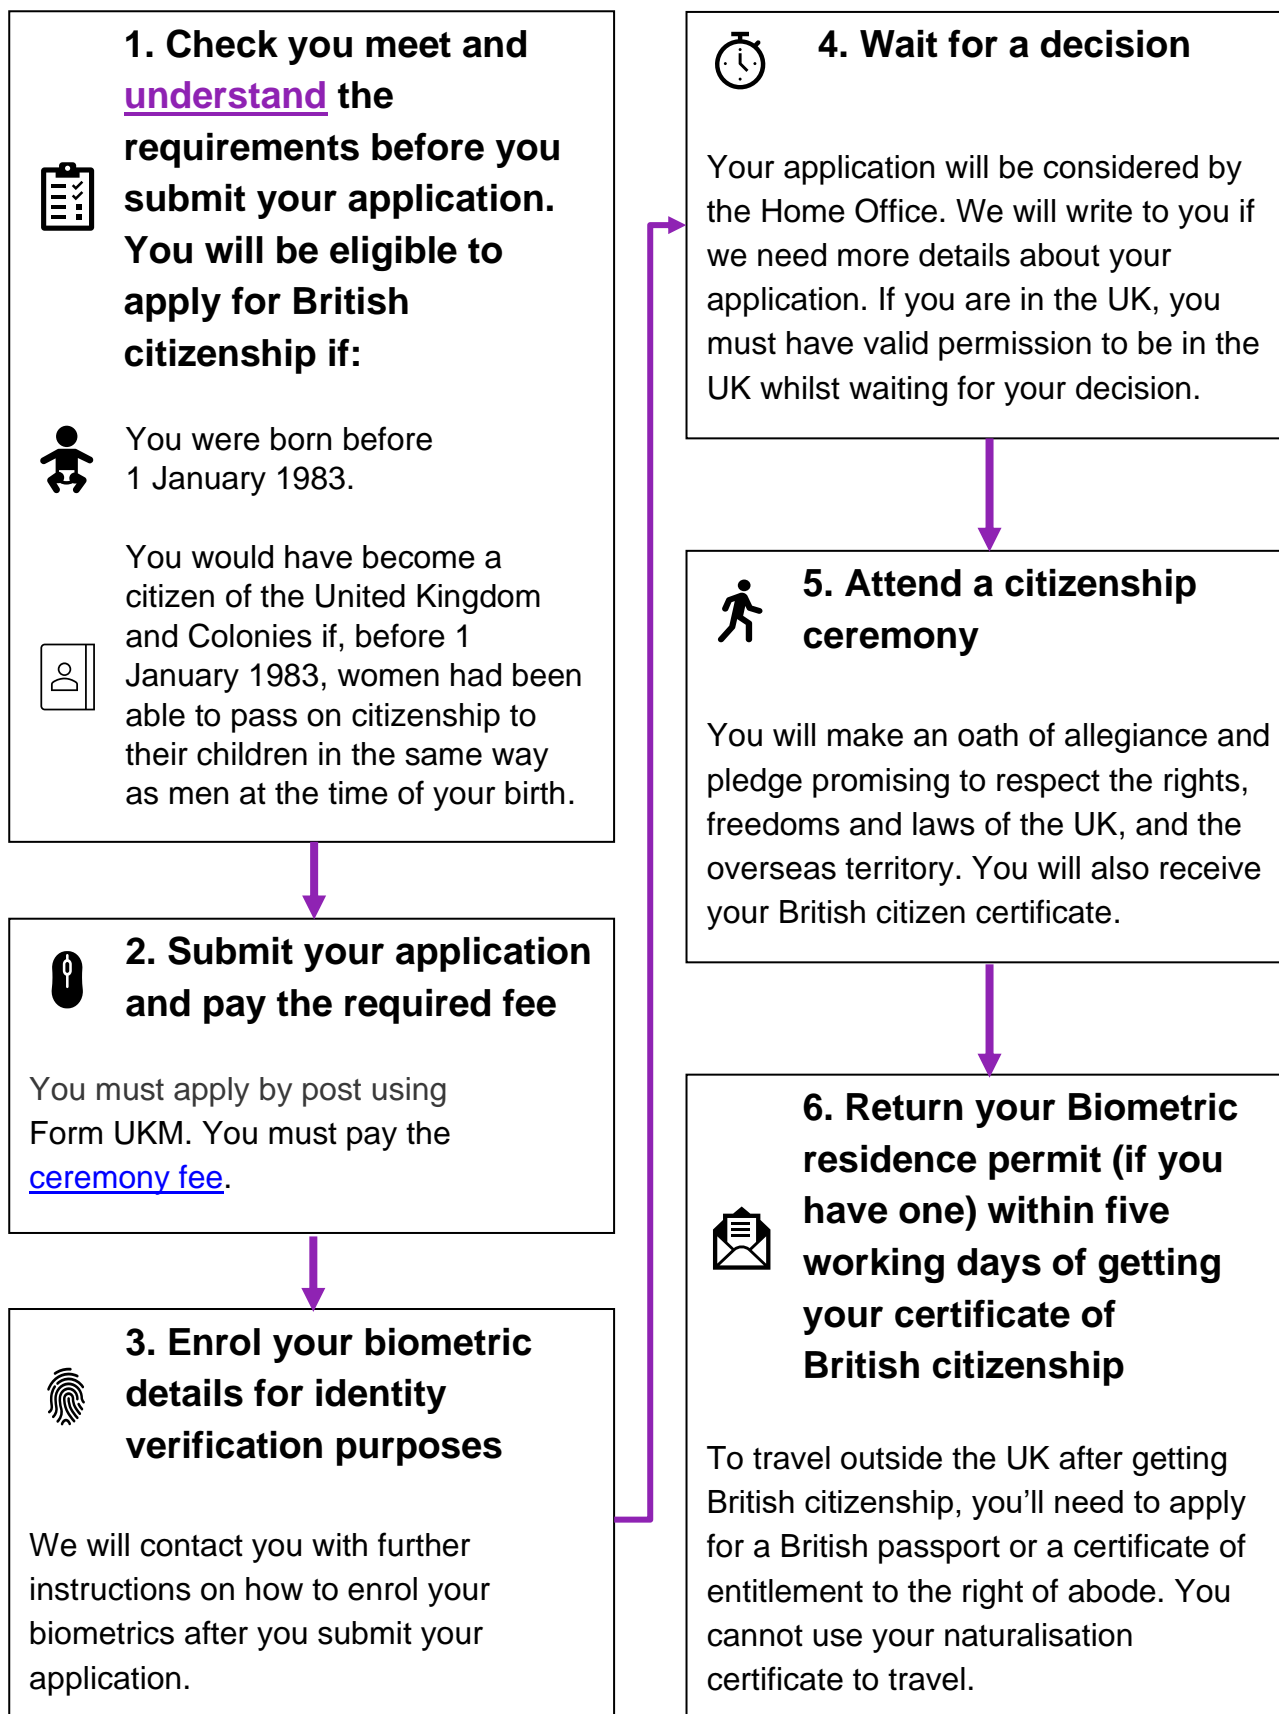 1. Check you meet and
understand the
requirements before you
submit your application.
You will be eligible to
apply for British
citizenship if:
You were born before
1 January 1983.
You would have become a
citizen of the United Kingdom
and Colonies if, before 1
January 1983, women had been
able to pass on citizenship to
their children in the same way
as men at the time of your birth.
2. Submit your application
and pay the required fee
You must apply by post using
Form UKM. You must pay the
ceremony fee.
3. Enrol your biometric
details for identity
verification purposes
We will contact you with further
instructions on how to enrol your
biometrics after you submit your
application.
4. Wait for a decision
Your application will be considered by
the Home Office. We will write to you if
we need more details about your
application. If you are in the UK, you
must have valid permission to be in the
UK whilst waiting for your decision.
5. Attend a citizenship
ceremony
You will make an oath of allegiance and
pledge promising to respect the rights,
freedoms and laws of the UK, and the
overseas territory. You will also receive
your British citizen certificate.
6. Return your Biometric
residence permit (if you
have one) within five
working days of getting
your certificate of
British citizenship
To travel outside the UK after getting
British citizenship, you’ll need to apply
for a British passport or a certificate of
entitlement to the right of abode. You
cannot use your naturalisation
certificate to travel.